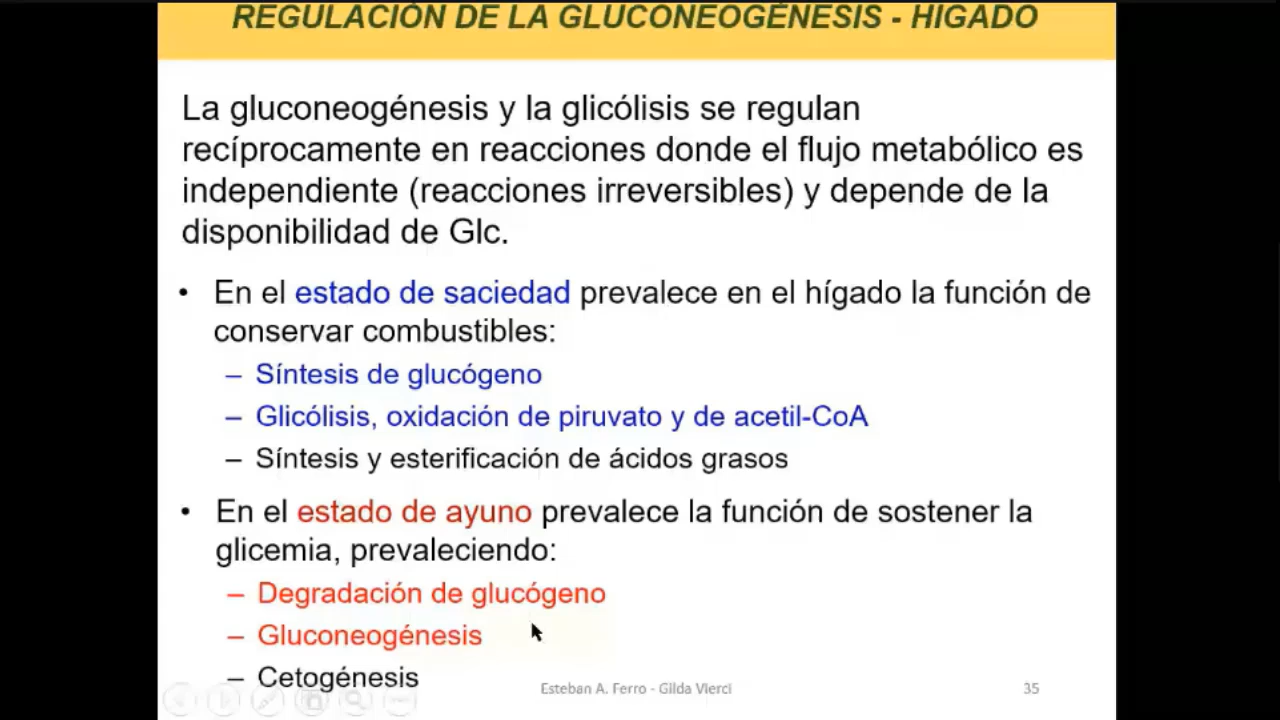 REGULACIÓN DE LA GLUCONEOGÉNESIS - HIGADO
La gluconeogénesis y la glicólisis se regulan
recíprocamente en reacciones donde el flujo metabólico es
independiente (reacciones irreversibles) y depende de la
disponibilidad de Glc.
• En el estado de saciedad prevalece en el hígado la función de
conservar combustibles:
– Síntesis de glucógeno
– Glicólisis, oxidación de piruvato y de acetil-CoA
– Síntesis y esterificación de ácidos grasos
• En el estado de ayuno prevalece la función de sostener la
glicemia, prevaleciendo:
– Degradación de glucógeno
– Gluconeogénesis
– Cetogénesis
Esteban A. Ferro - Gilda Vierci
35